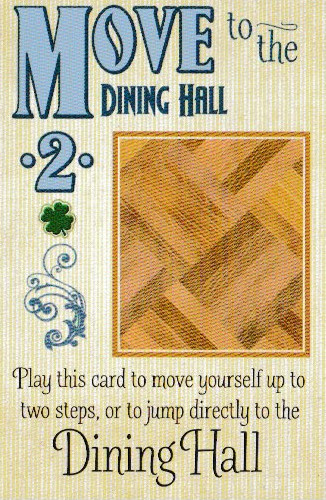 Move to the
Dining Hall
·2·
Play this card to move yourself up to
two steps, or to jump directly to the
Dining Hall